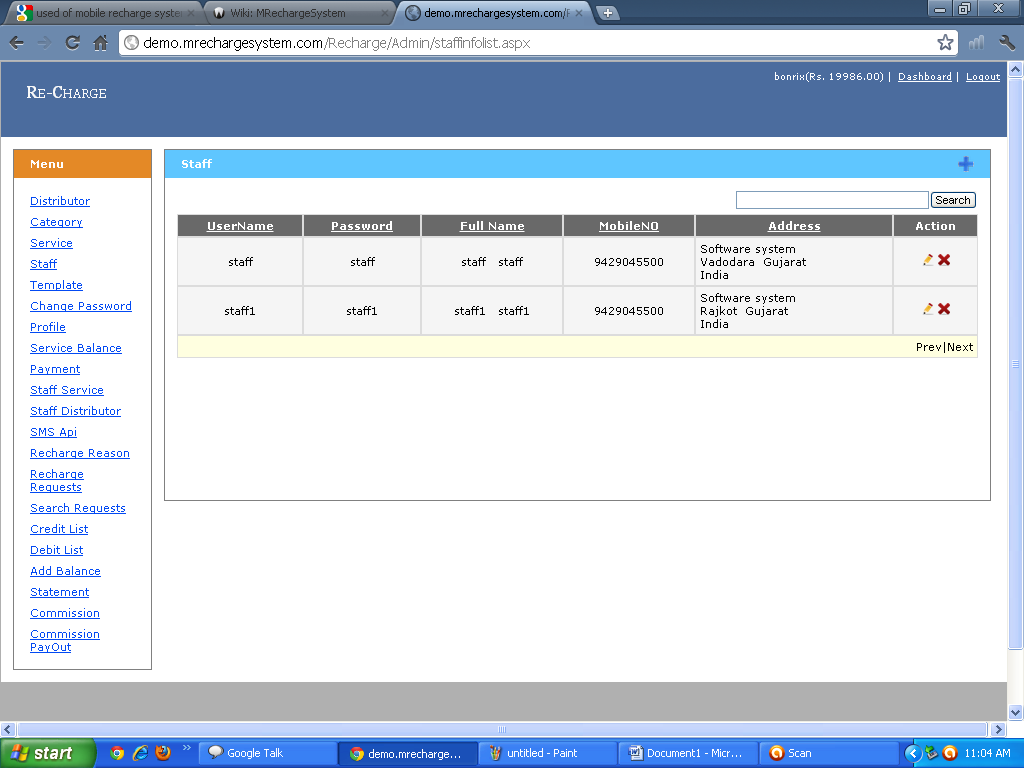 used of mobile recharge syste
Wiki: MRechargeSystem
demo.mrechargesystem.com/F
demo.mrechargesystem.com/Recharge/Admin/staffinfolist.aspx
bonrix(Rs. 19986.00) | Dashboard | Logout
RE-CHARGE
Menu
Distributor
Category
Service
Staff
Template
Change Password
Profile
Service Balance
Payment
Staff Service
Staff Distributor
SMS Api
Recharge Reason
Recharge
Requests
Search Requests
Credit List
Debit List
Add Balance
Statement
Commission
Commission
PayOut
Staff
Search
UserName Password Full Name MobileNO Address Action
staff staff staff staff 9429045500 Software system
Vadodara Gujarat
India
staff1 staff1 staff1 staff1 9429045500 Software system
Rajkot Gujarat
India
Prev|Next
start
Google Talk
demo.mrecharge...
untitled - Paint
Document1 - Micr...
Scan
11:04 AM